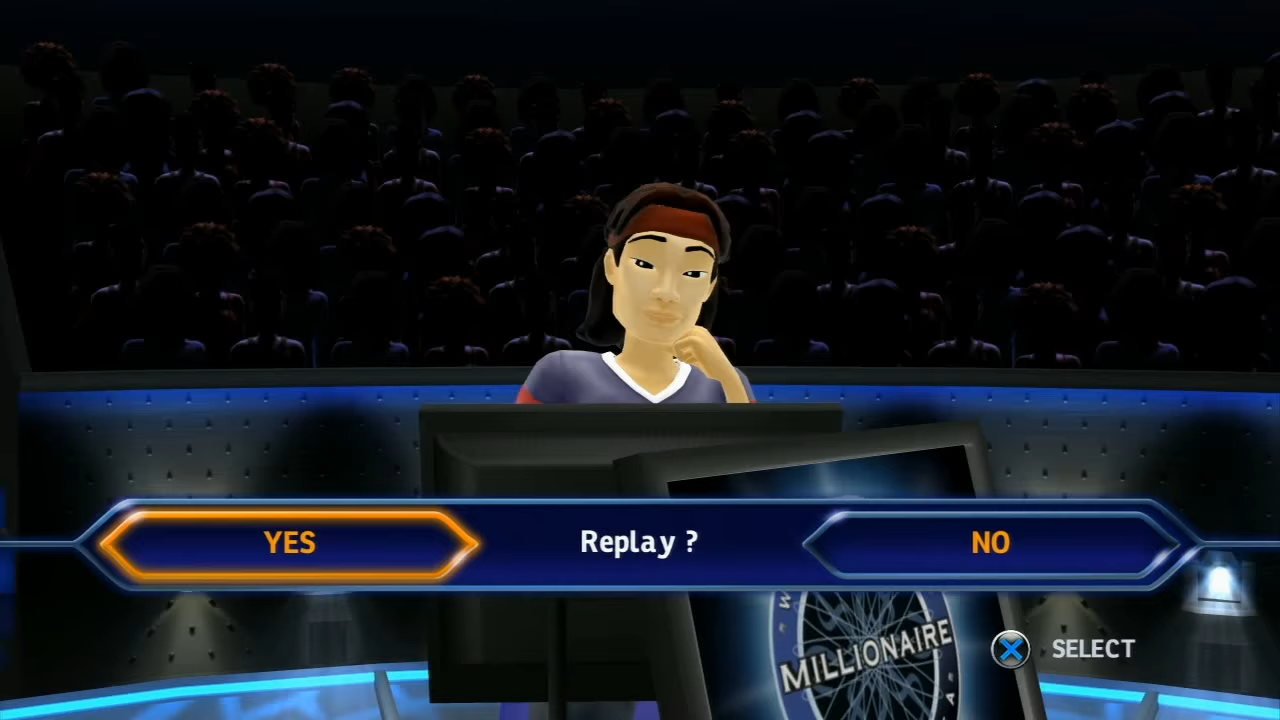 YES
Replay ?
NO
MILLIONAIRE
SELECT